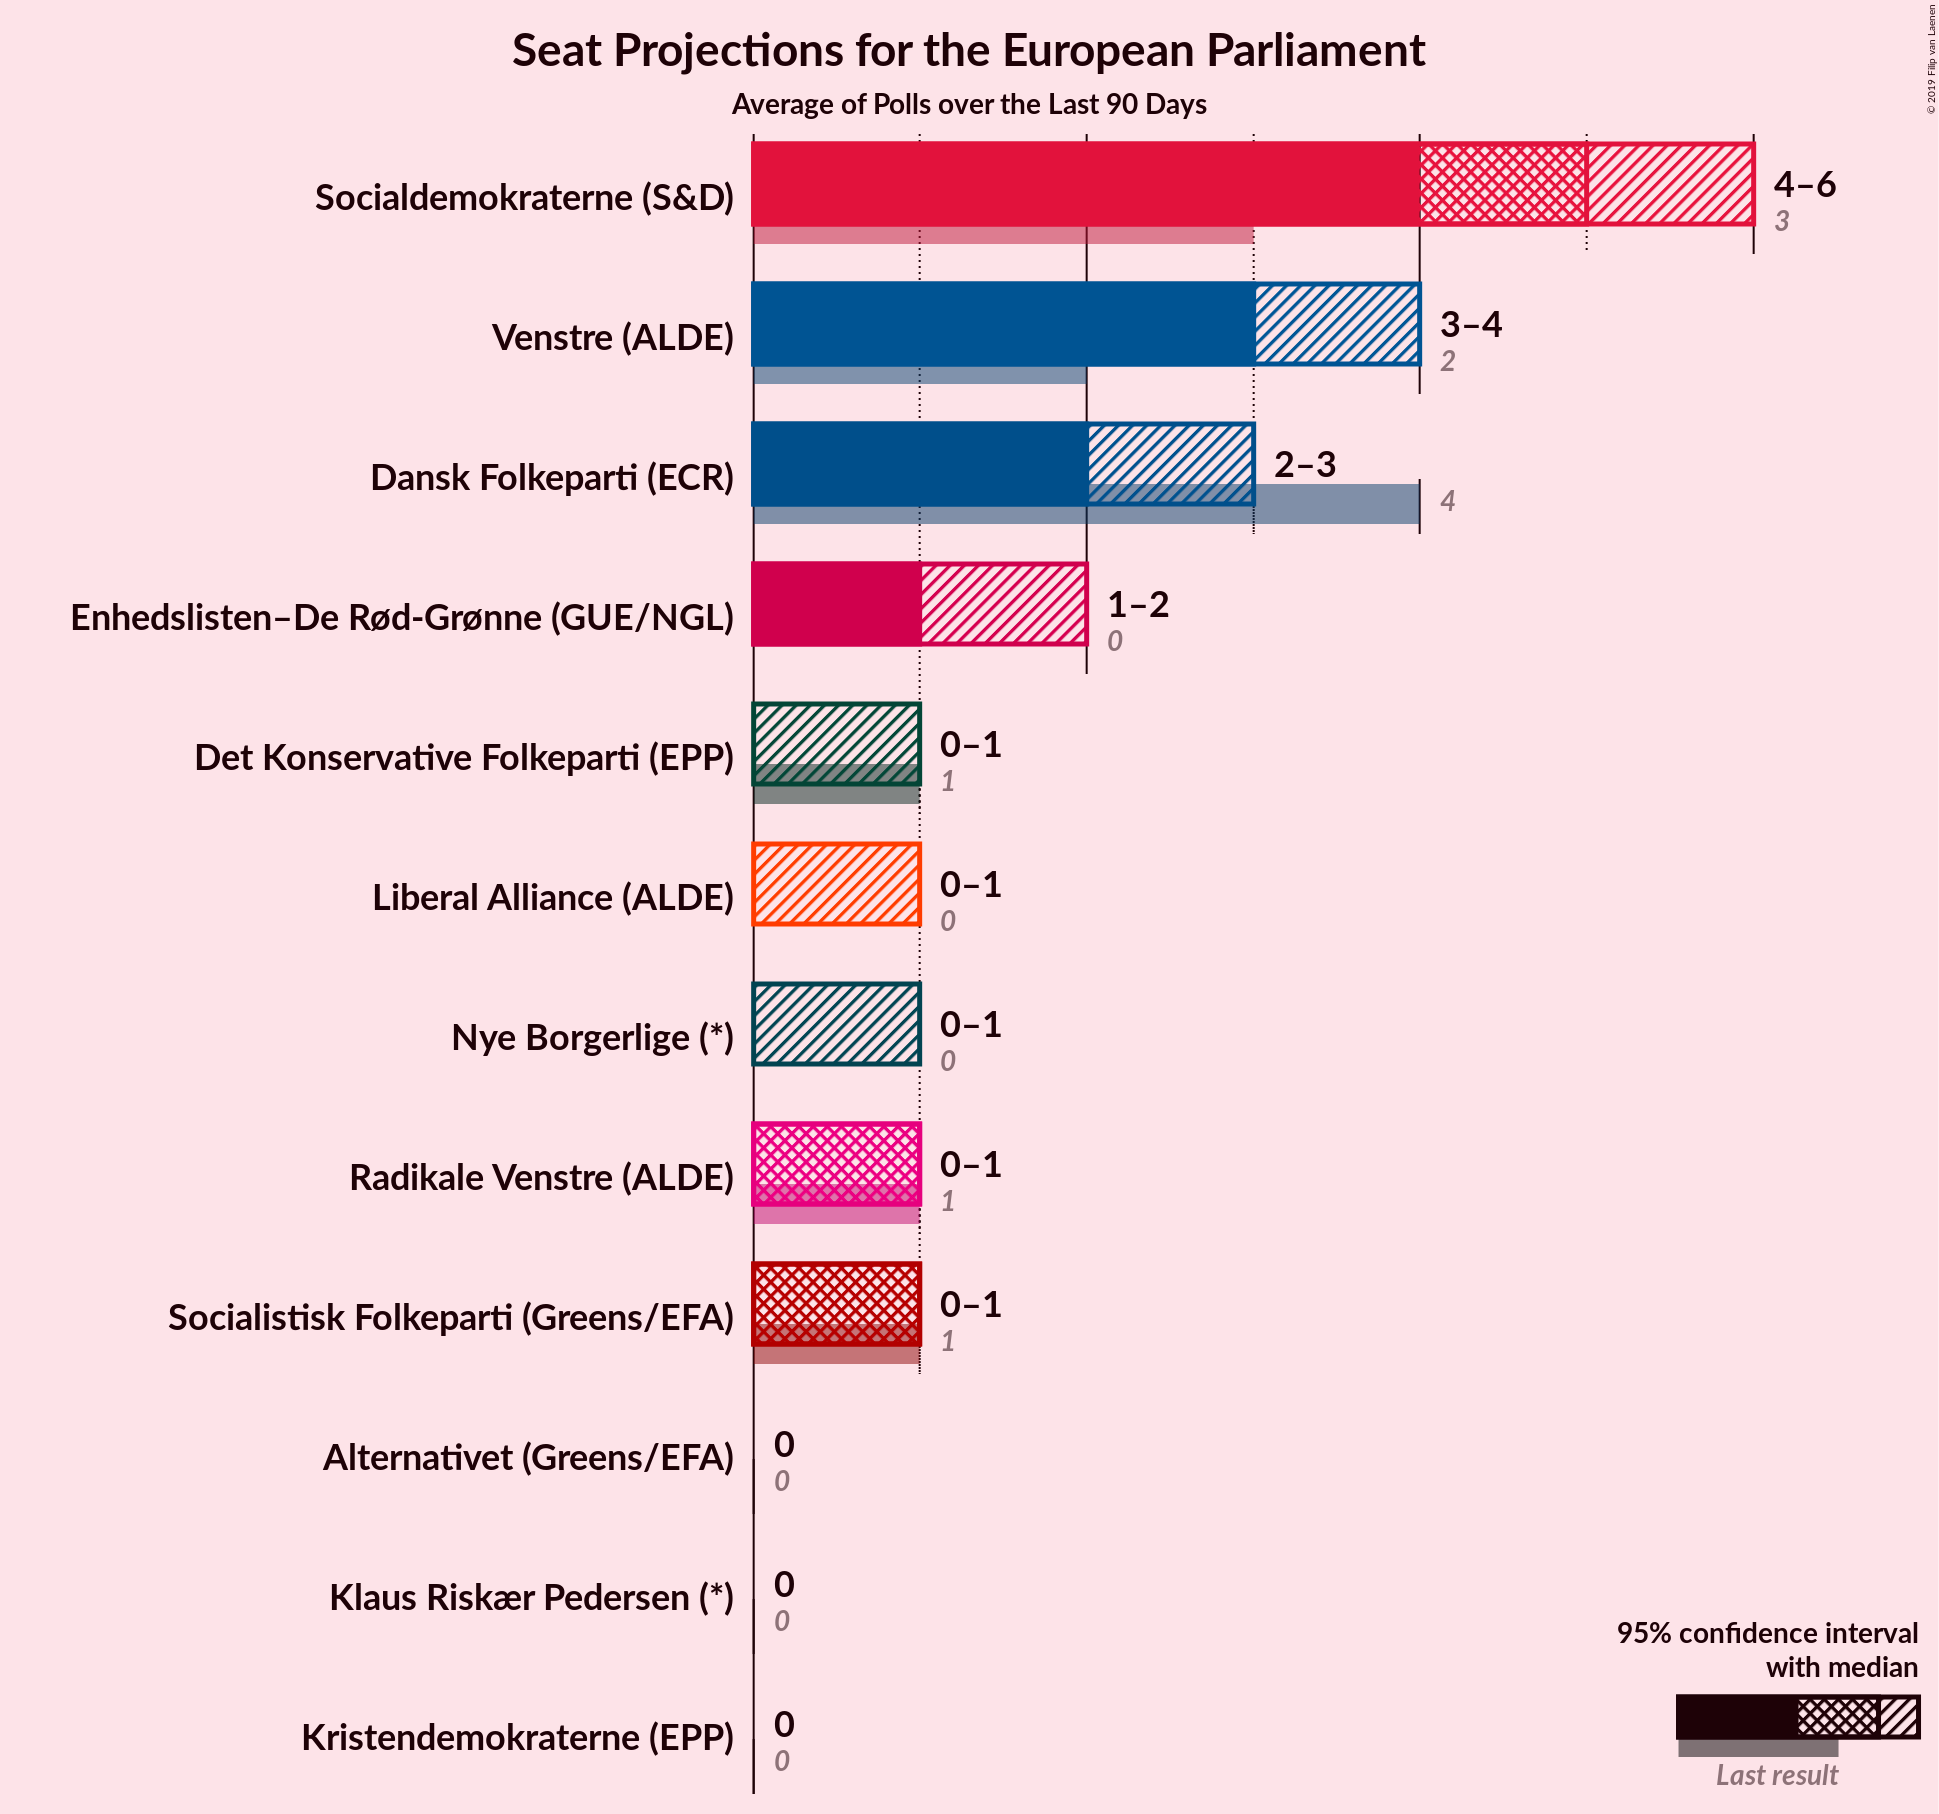 Seat Projections for the European Parliament
Average of Polls over the Last 90 Days
© 2019 Filip van Laenen
Socialdemokraterne (S&D)
4–6
3
Venstre (ALDE)
3–4
2
Dansk Folkeparti (ECR)
2–3
4
Enhedslisten–De Rød-Grønne (GUE/NGL)
1–2
0
Det Konservative Folkeparti (EPP)
0–1
1
Liberal Alliance (ALDE)
0–1
0
Nye Borgerlige (*)
0–1
0
Radikale Venstre (ALDE)
0–1
1
Socialistisk Folkeparti (Greens/EFA)
0–1
1
Alternativet (Greens/EFA)
0
0
Klaus Riskær Pedersen (*)
0
0
Kristendemokraterne (EPP)
0
0
95% confidence interval
with median
Last result